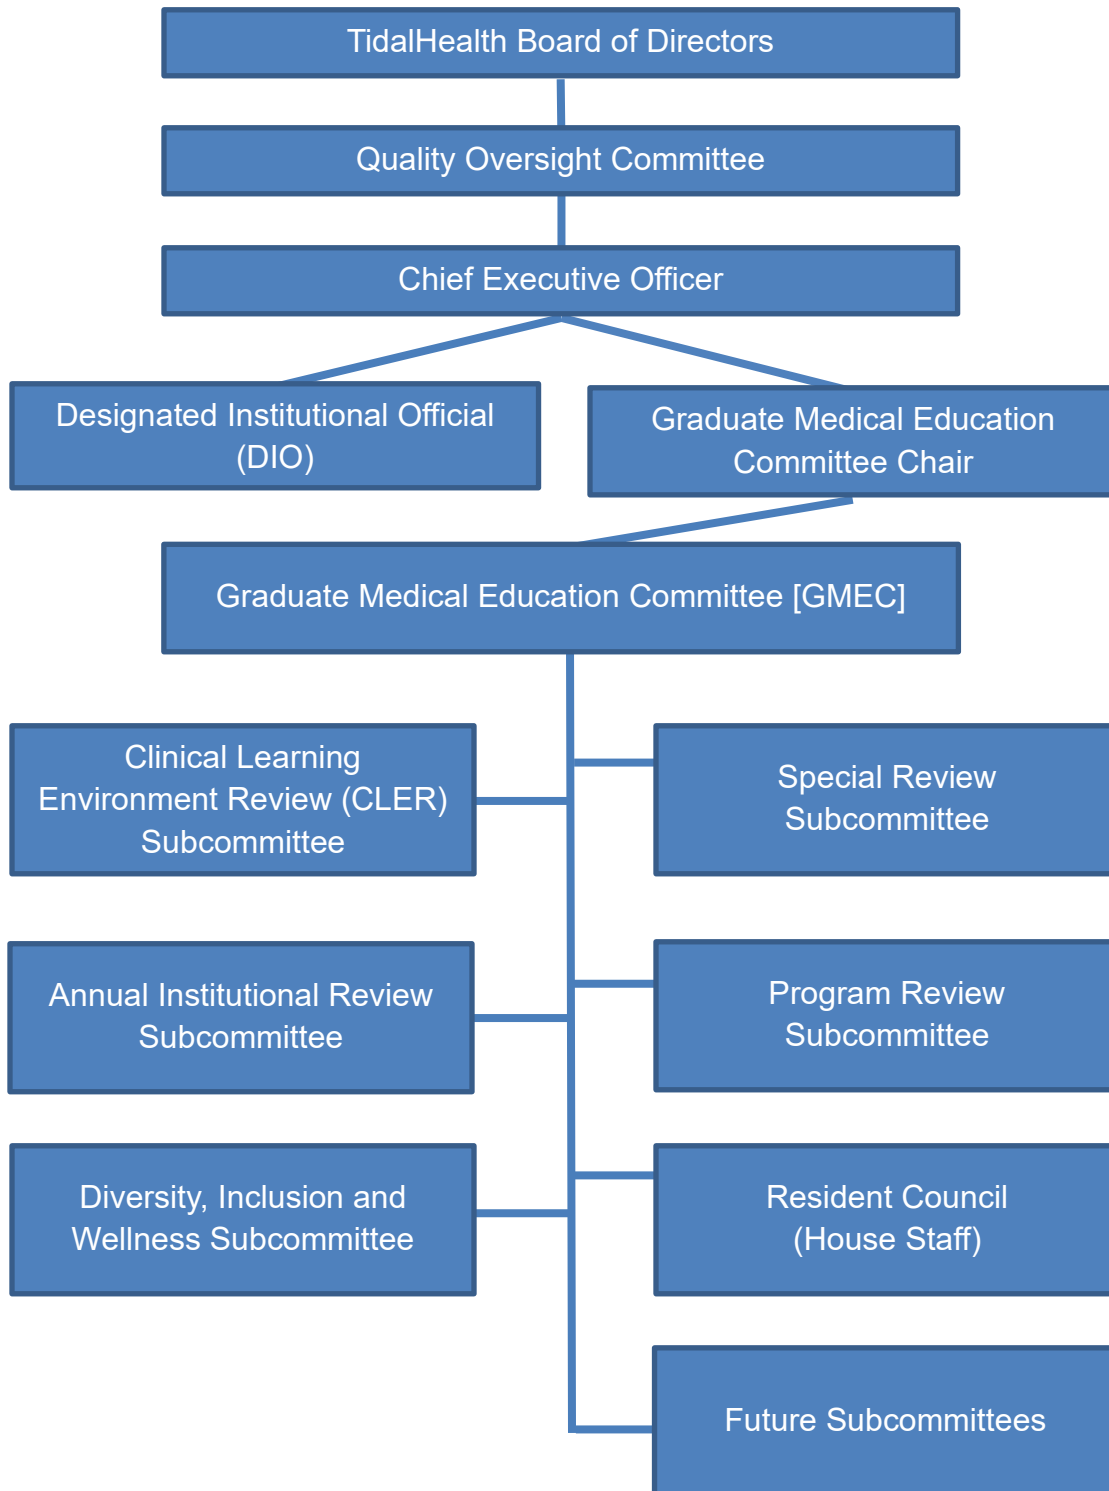 TidalHealth Board of Directors
Quality Oversight Committee
Chief Executive Officer
Designated Institutional Official
(DIO)
Graduate Medical Education
Committee Chair
Graduate Medical Education Committee [GMEC]
Clinical Learning
Environment Review (CLER)
Subcommittee
Special Review
Subcommittee
Annual Institutional Review
Subcommittee
Program Review
Subcommittee
Diversity, Inclusion and
Wellness Subcommittee
Resident Council
(House Staff)
Future Subcommittees